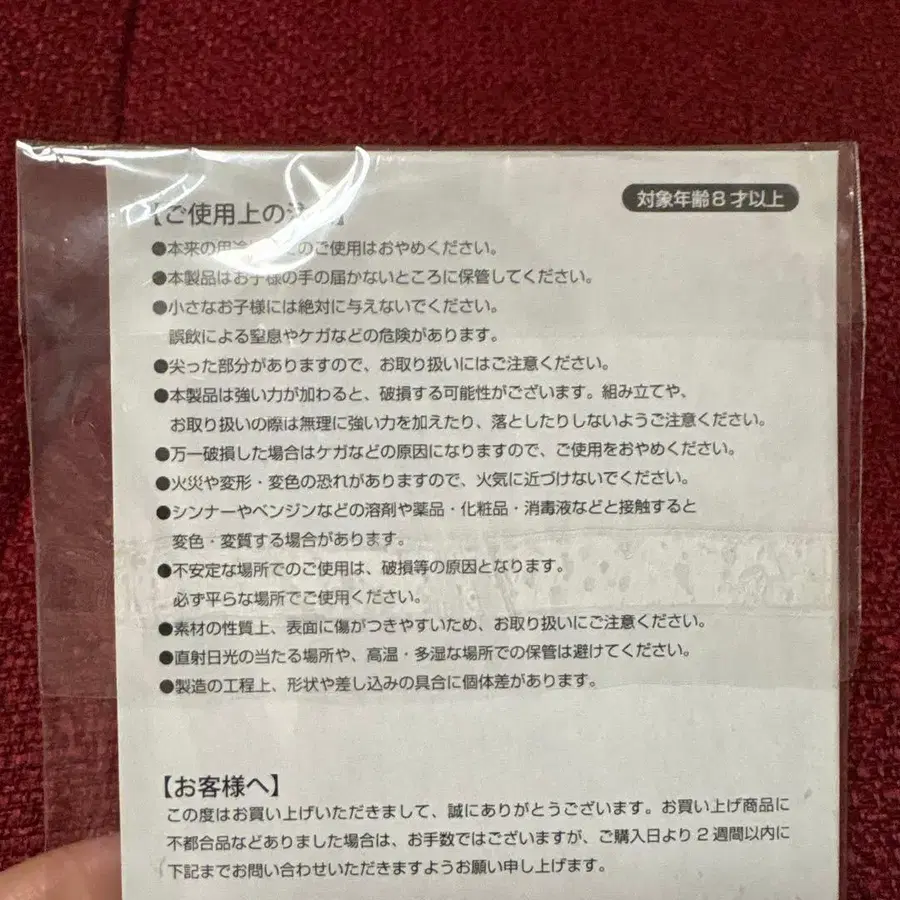 対象年齢8才以上
【ご使用上の注
●本来の用途 のご使用はおやめください。
●本製品はお子様の手の届かないところに保管してください。
●小さなお子様には絶対に与えないでください。
誤飲による窒息やケガなどの危険があります。
●尖った部分がありますので、お取り扱いにはご注意ください。
●本製品は強い力が加わると、破損する可能性がございます。組み立てや、
お取り扱いの際は無理に強い力を加えたり、落としたりしないようご注意ください。
●万一破損した場合はケガなどの原因になりますので、ご使用をおやめください。
●火災や変形・変色の恐れがありますので、火気に近づけないでください。
●シンナーやベンジンなどの溶剤や薬品・化粧品・消毒液などと接触すると
変色・変質する場合があります。
●不安定な場所でのご使用は、破損等の原因となります。
必ず平らな場所でご使用ください。
●素材の性質上、表面に傷がつきやすいため、お取り扱いにご注意ください。
●直射日光の当たる場所や、高温・多湿な場所での保管は避けてください。
●製造の工程上、形状や差し込みの具合に個体差があります。
【お客様へ】
この度はお買い上げいただきまして、誠にありがとうございます。お買い上げ商品に
不都合品などありました場合は、お手数ではございますが、ご購入日より2週間以内に
下記までお問い合わせいただきますようお願い申し上げます。